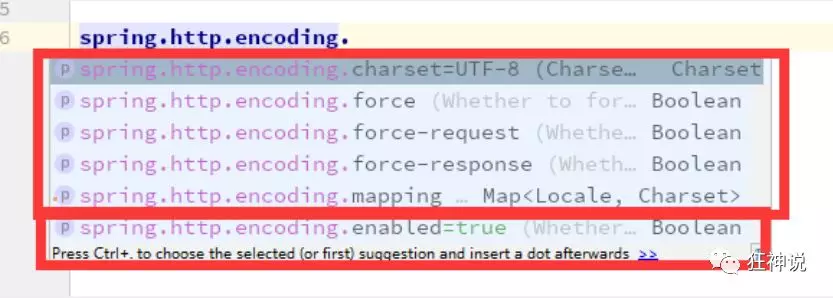 5
6 spring.http.encoding.
p spring.http.encoding.charset=UTF-8 (Charse… Charset
p spring.http.encoding.force (Whether to for… Boolean
p spring.http.encoding.force-request (Whethe… Boolean
p spring.http.encoding.force-response (Wheth… Boolean
p spring.http.encoding.mapping … Map<Locale, Charset>
p spring.http.encoding.enabled=true (Whether… Boolean
Press Ctrl+. to choose the selected (or first) suggestion and insert a dot afterwards >>
狂神说